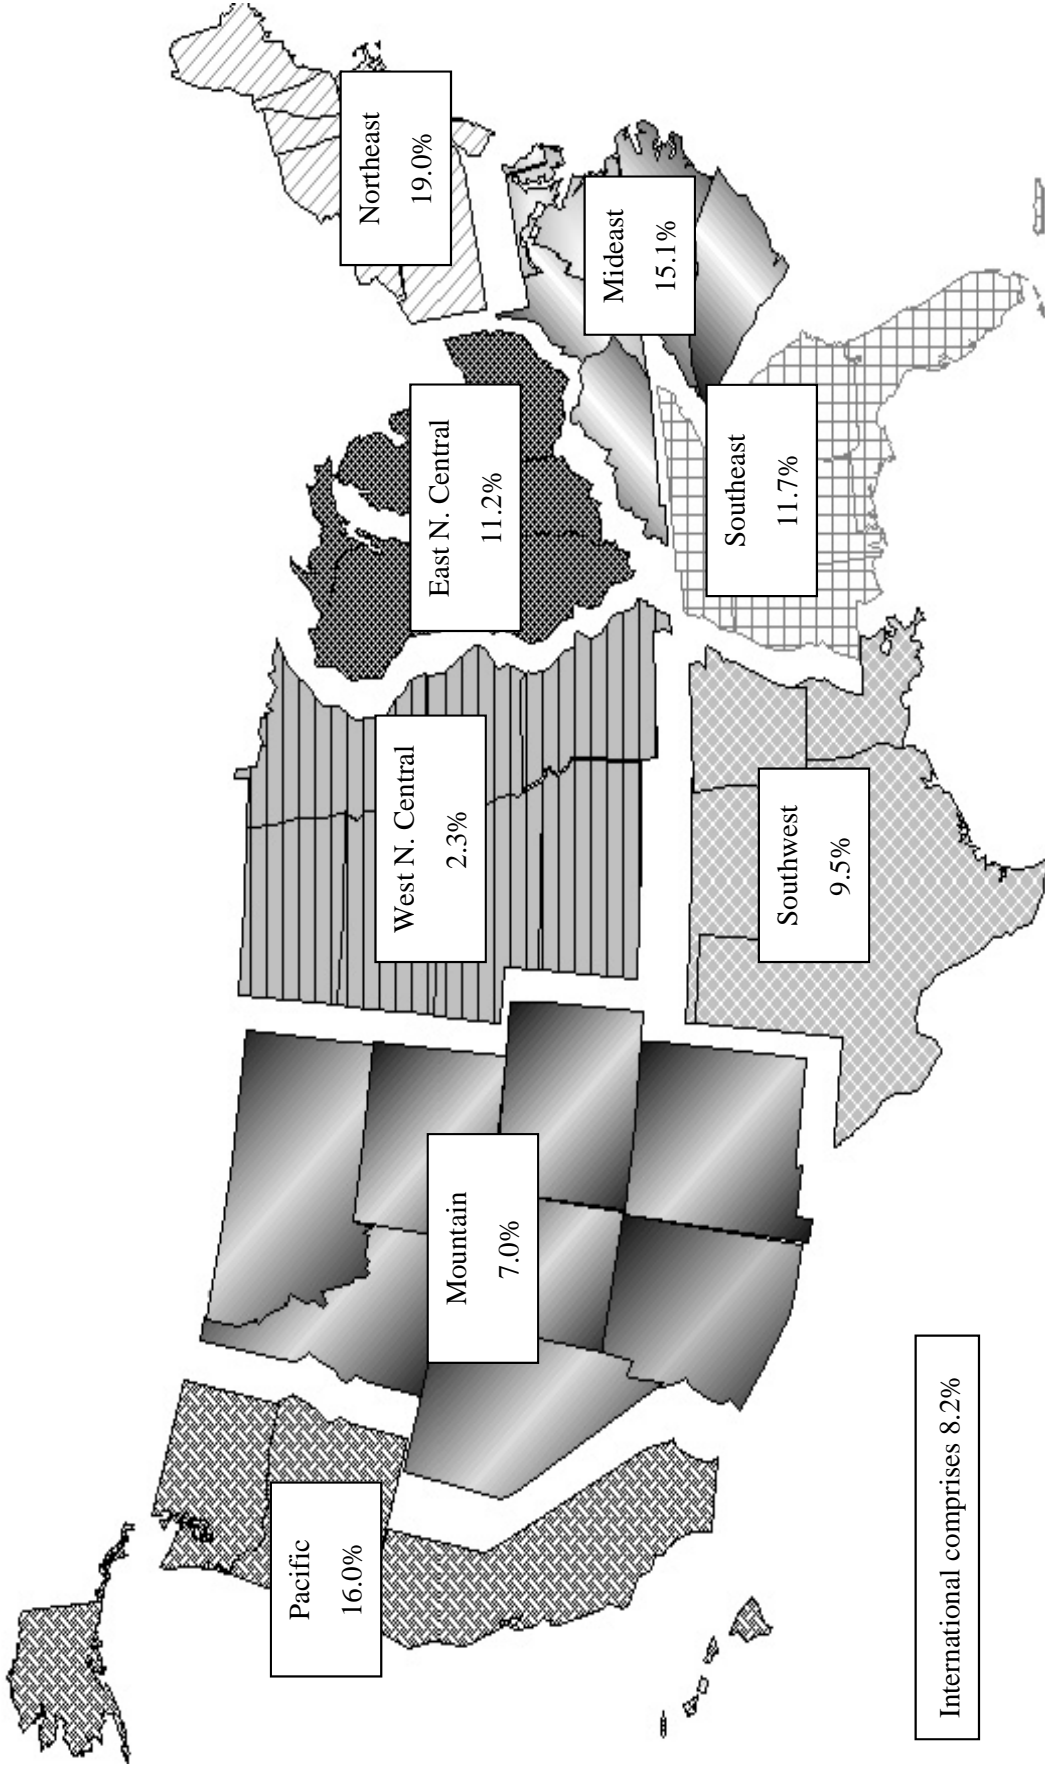 Pacific
16.0%
Mountain
7.0%
West N. Central
2.3%
East N. Central
11.2%
Northeast
19.0%
Mideast
15.1%
Southeast
11.7%
Southwest
9.5%
International comprises 8.2%